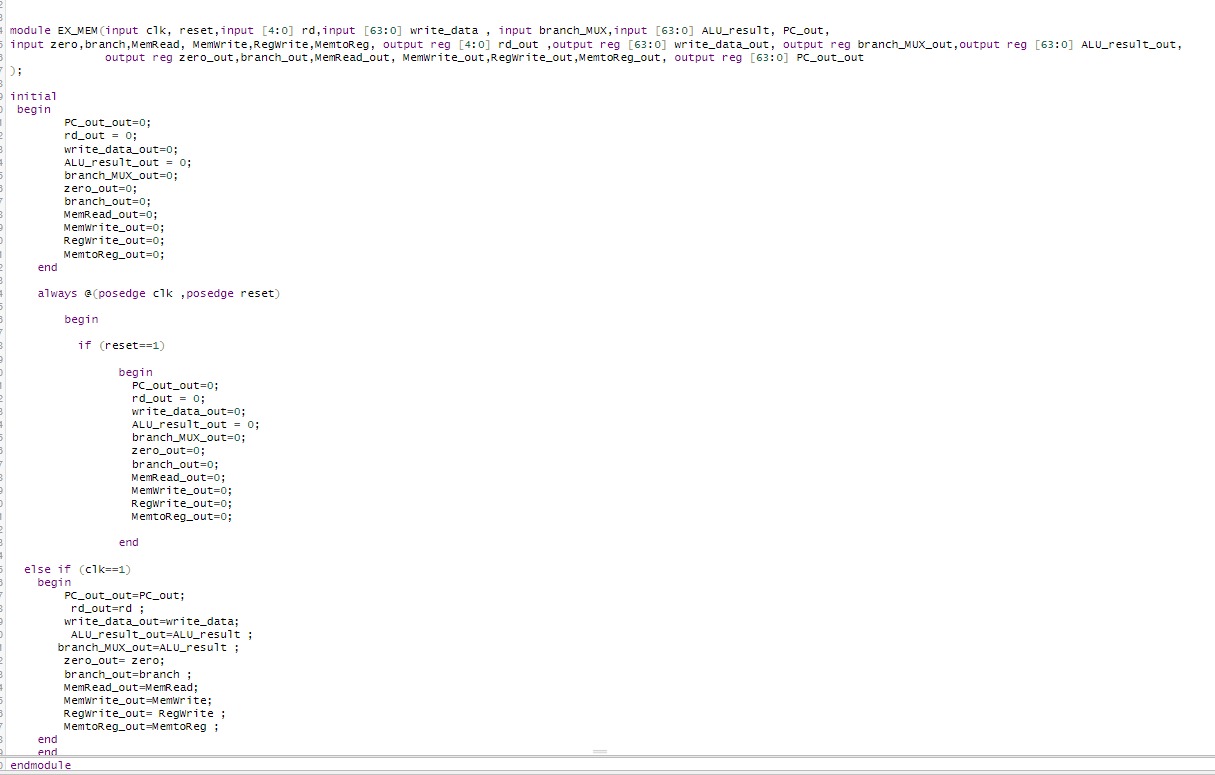 module EX_MEM(input clk, reset,input [4:0] rd,input [63:0] write_data , input branch_MUX,input [63:0] ALU_result, PC_out,
input zero,branch,MemRead, MemWrite,RegWrite,MemtoReg, output reg [4:0] rd_out ,output reg [63:0] write_data_out, output reg branch_MUX_out,output reg [63:0] ALU_result_out,
output reg zero_out,branch_out,MemRead_out, MemWrite_out,RegWrite_out,MemtoReg_out, output reg [63:0] PC_out_out
);
initial
begin
PC_out_out=0;
rd_out = 0;
write_data_out=0;
ALU_result_out = 0;
branch_MUX_out=0;
zero_out=0;
branch_out=0;
MemRead_out=0;
MemWrite_out=0;
RegWrite_out=0;
MemtoReg_out=0;
end
always @(posedge clk ,posedge reset)
begin
if (reset==1)
begin
PC_out_out=0;
rd_out = 0;
write_data_out=0;
ALU_result_out = 0;
branch_MUX_out=0;
zero_out=0;
branch_out=0;
MemRead_out=0;
MemWrite_out=0;
RegWrite_out=0;
MemtoReg_out=0;
end
else if (clk==1)
begin
PC_out_out=PC_out;
rd_out=rd ;
write_data_out=write_data;
ALU_result_out=ALU_result ;
branch_MUX_out=ALU_result ;
zero_out= zero;
branch_out=branch ;
MemRead_out=MemRead;
MemWrite_out=MemWrite;
RegWrite_out= RegWrite ;
MemtoReg_out=MemtoReg ;
end
end
endmodule